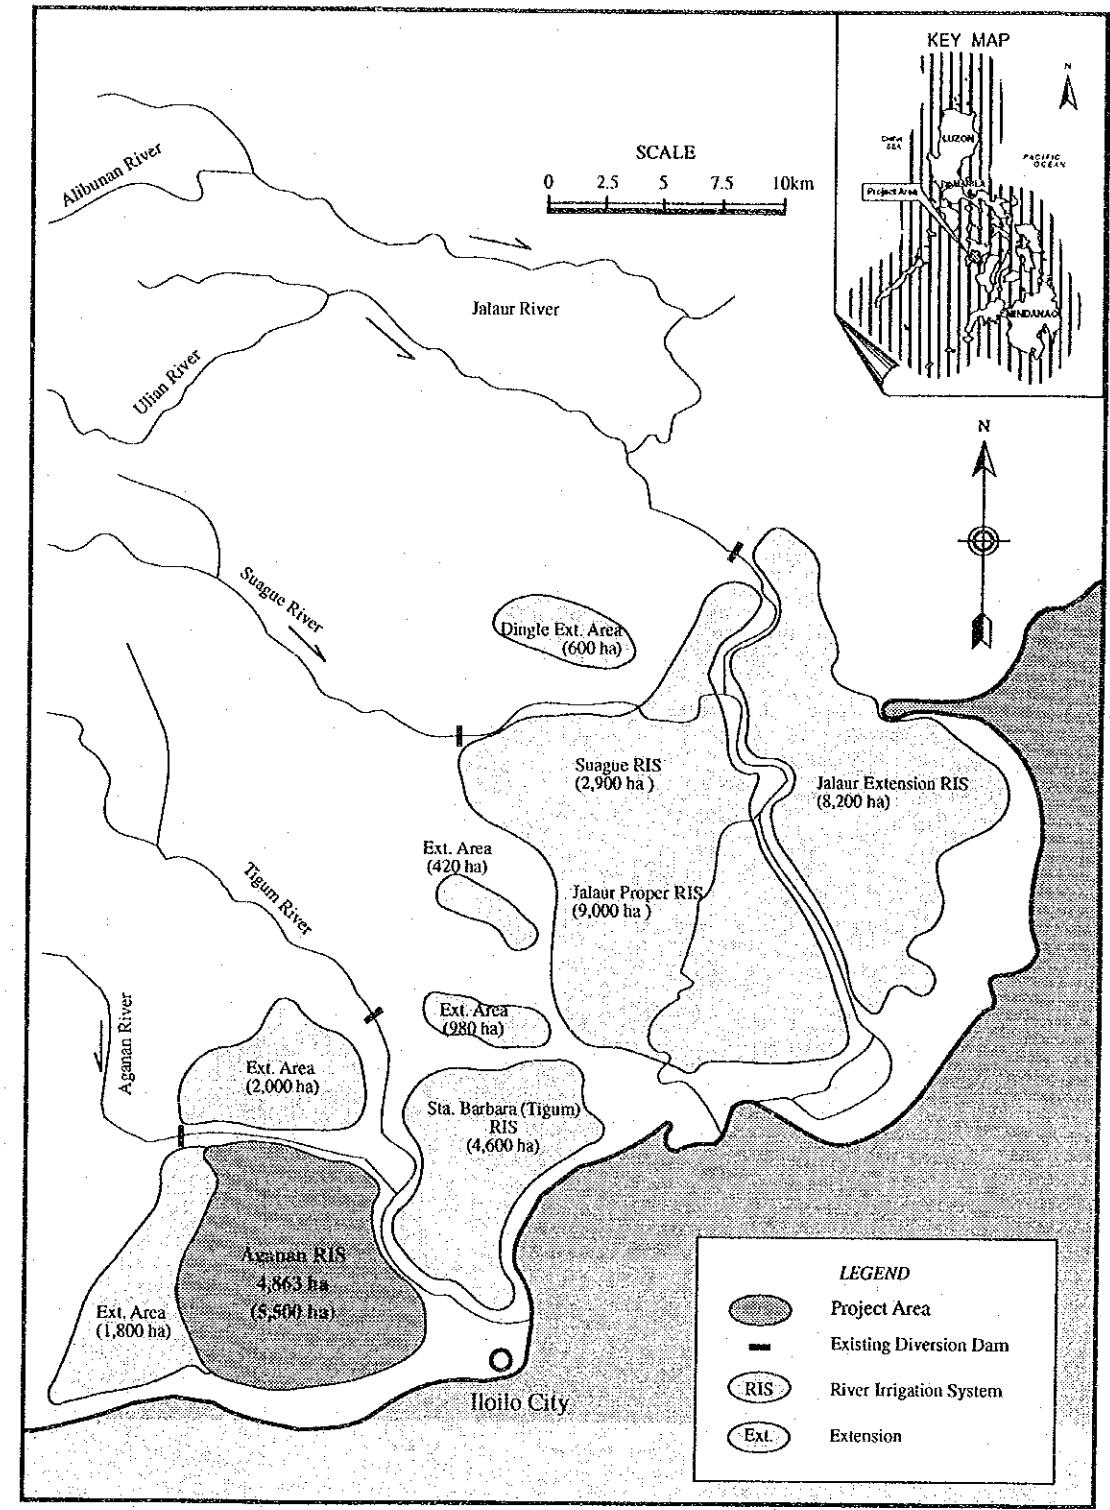 KEY MAP
N
CHINA
SEA
LUZON
PACIFIC
OCEAN
MANILA
Project Area
MINDANAO
SCALE
0 2.5 5 7.5 10km
Alibunan River
Jalaur River
Ulian River
N
Suague River
Dingle Ext. Area
(600 ha)
Suague RIS
(2,900 ha )
Jalaur Extension RIS
(8,200 ha)
Ext. Area
(420 ha)
Jalaur Proper RIS
(9,000 ha )
Tigum River
Aganan River
Ext. Area
(980 ha)
Ext. Area
(2,000 ha)
Sta. Barbara (Tigum)
RIS
(4,600 ha)
Aganan RIS
4,863 ha
(5,500 ha)
Ext. Area
(1,800 ha)
Iloilo City
LEGEND
Project Area
Existing Diversion Dam
RIS River Irrigation System
Ext. Extension